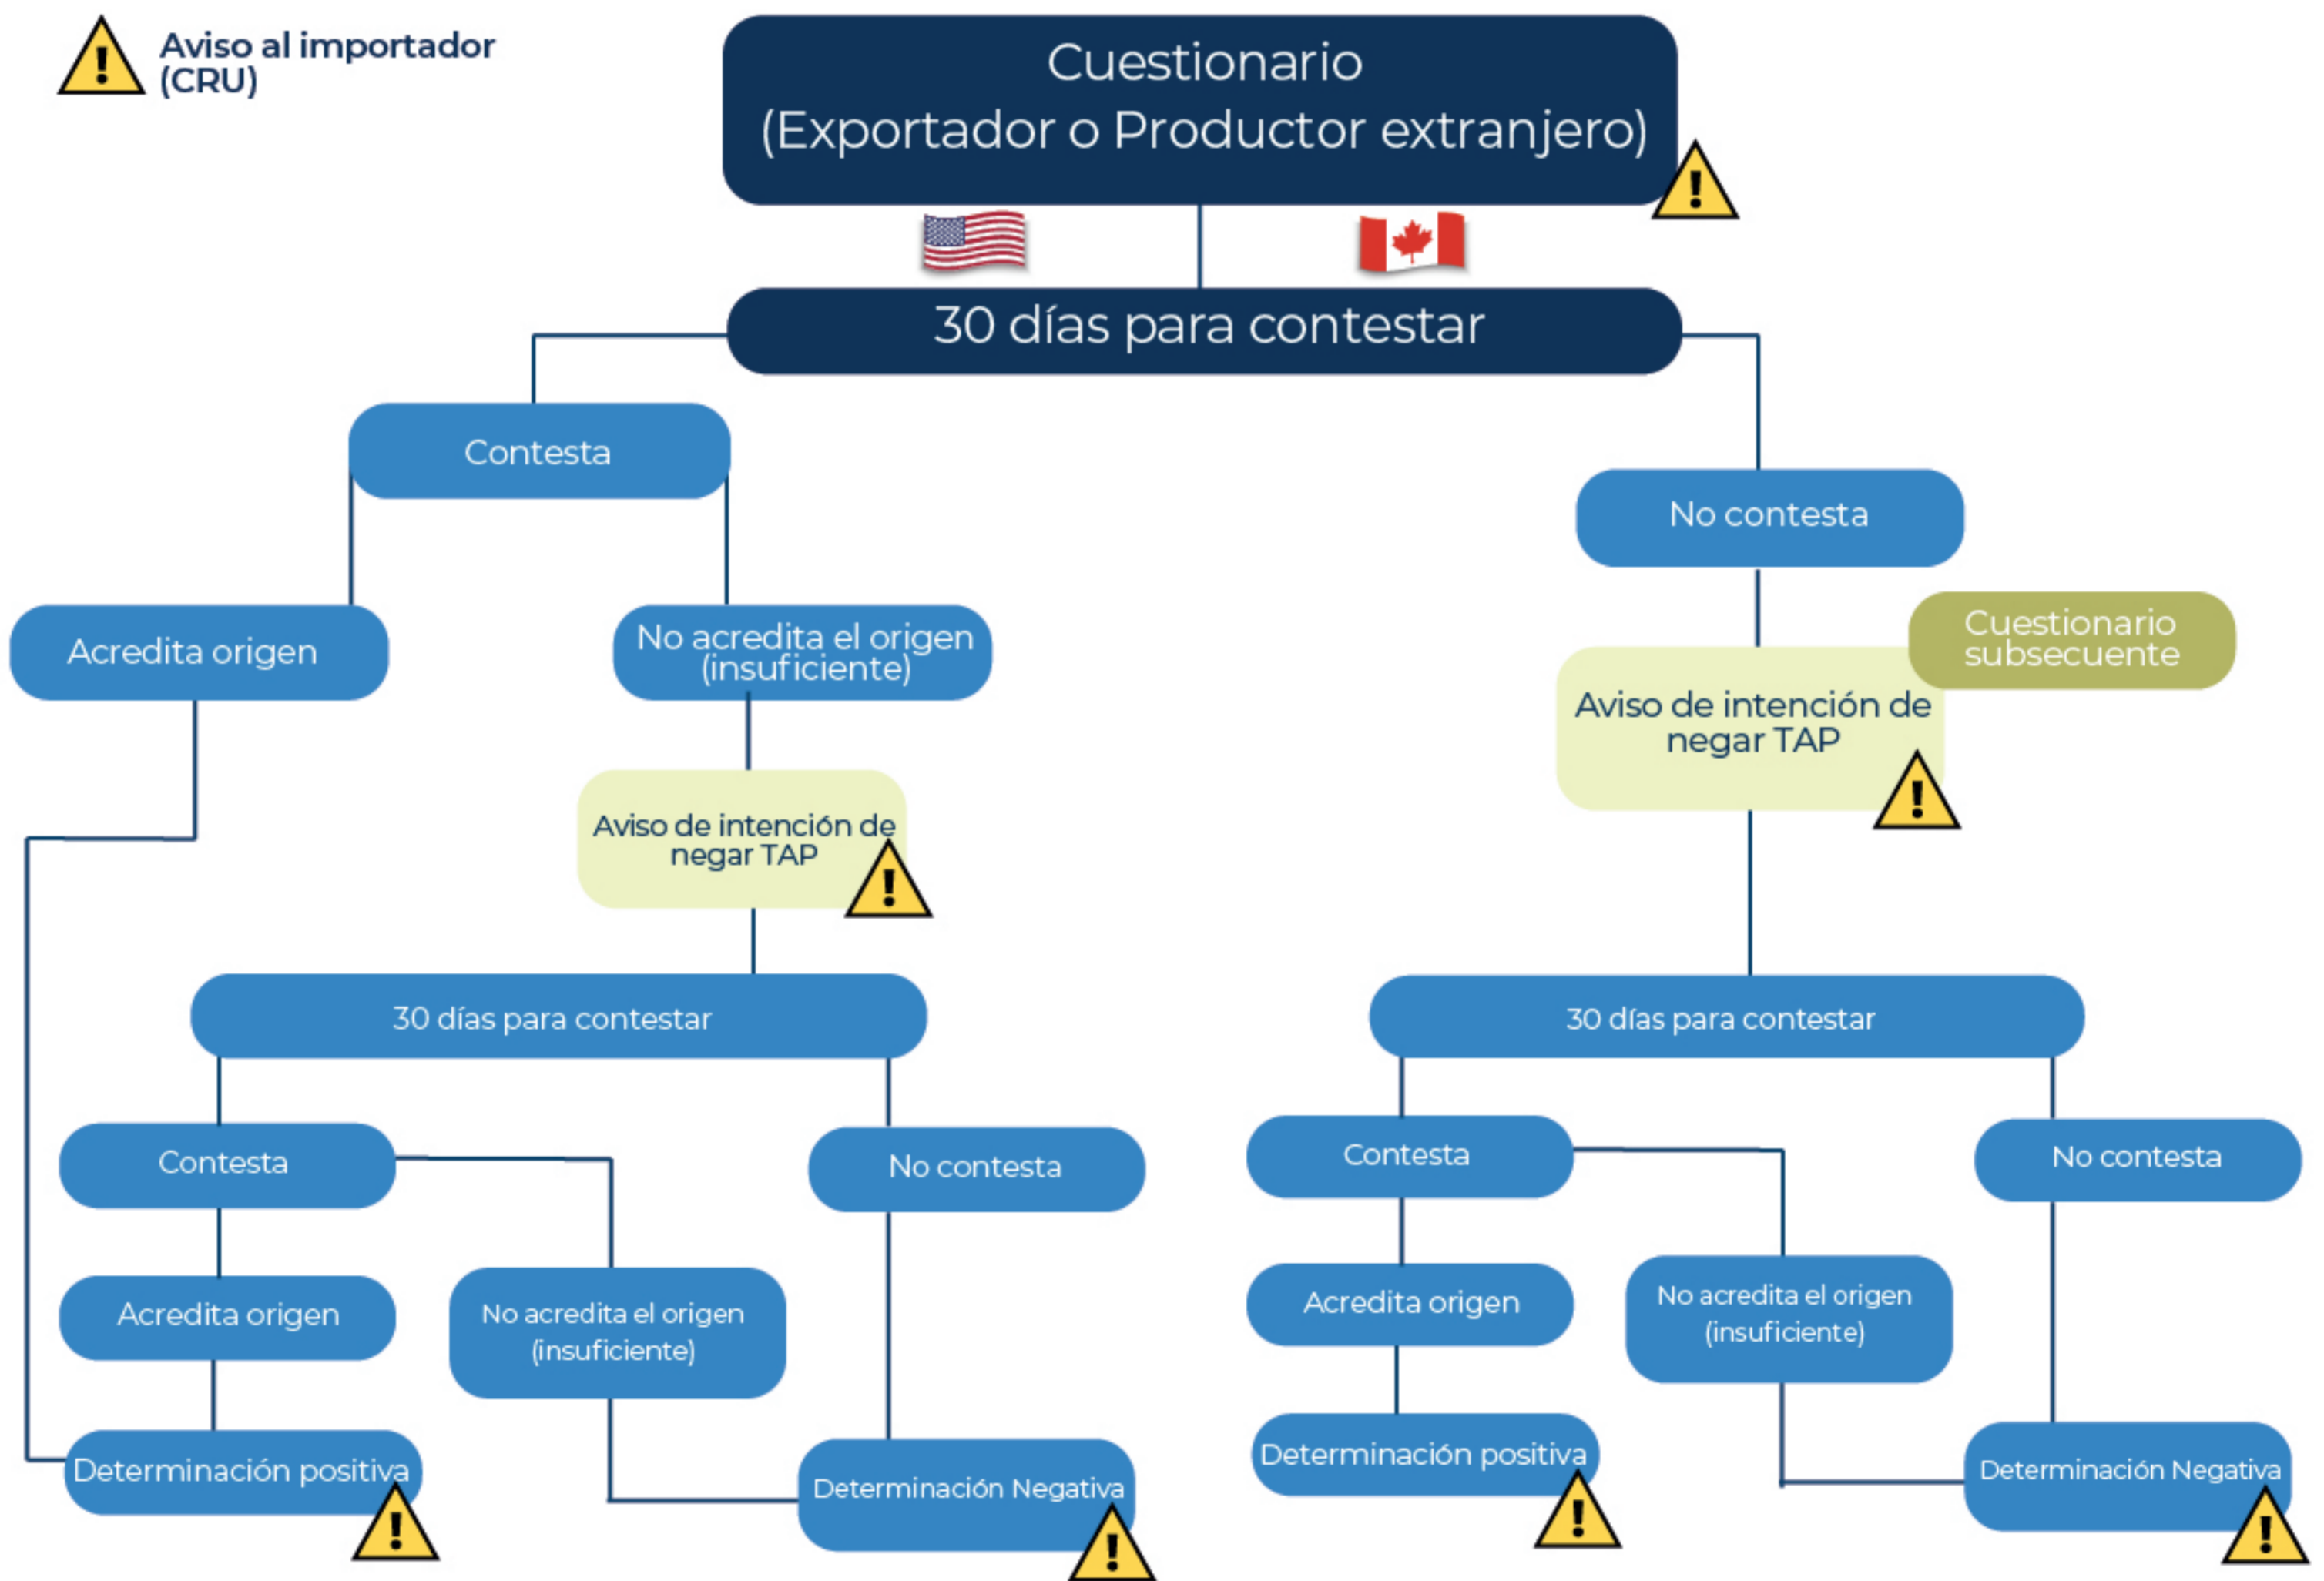 Aviso al importador
(CRU)
Cuestionario
(Exportador o Productor extranjero)
30 días para contestar
Contesta
No contesta
Acredita origen
No acredita el origen
(insuficiente)
Cuestionario
subsecuente
Aviso de intención de
negar TAP
Aviso de intención de
negar TAP
30 días para contestar
30 días para contestar
Contesta
No contesta
Contesta
No contesta
Acredita origen
No acredita el origen
(insuficiente)
Acredita origen
No acredita el origen
(insuficiente)
Determinación positiva
Determinación Negativa
Determinación positiva
Determinación Negativa